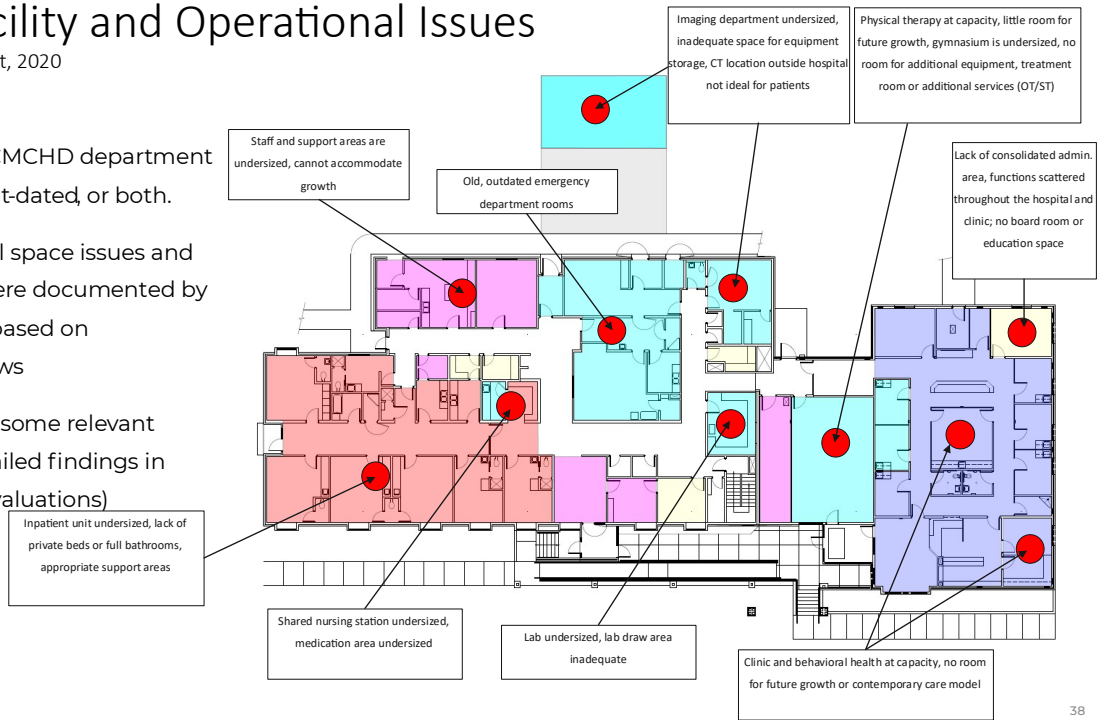 cility and Operational Issues
t, 2020
CMCHD department
t-dated, or both.
l space issues and
ere documented by
based on
ws
some relevant
ailed findings in
valuations)
Imaging department undersized,
inadequate space for equipment
storage, CT location outside hospital
not ideal for patients
Physical therapy at capacity, little room for
future growth, gymnasium is undersized, no
room for additional equipment, treatment
room or additional services (OT/ST)
Staff and support areas are
undersized, cannot accommodate
growth
Old, outdated emergency
department rooms
Lack of consolidated admin.
area, functions scattered
throughout the hospital and
clinic; no board room or
education space
Inpatient unit undersized, lack of
private beds or full bathrooms,
appropriate support areas
Shared nursing station undersized,
medication area undersized
Lab undersized, lab draw area
inadequate
Clinic and behavioral health at capacity, no room
for future growth or contemporary care model
38